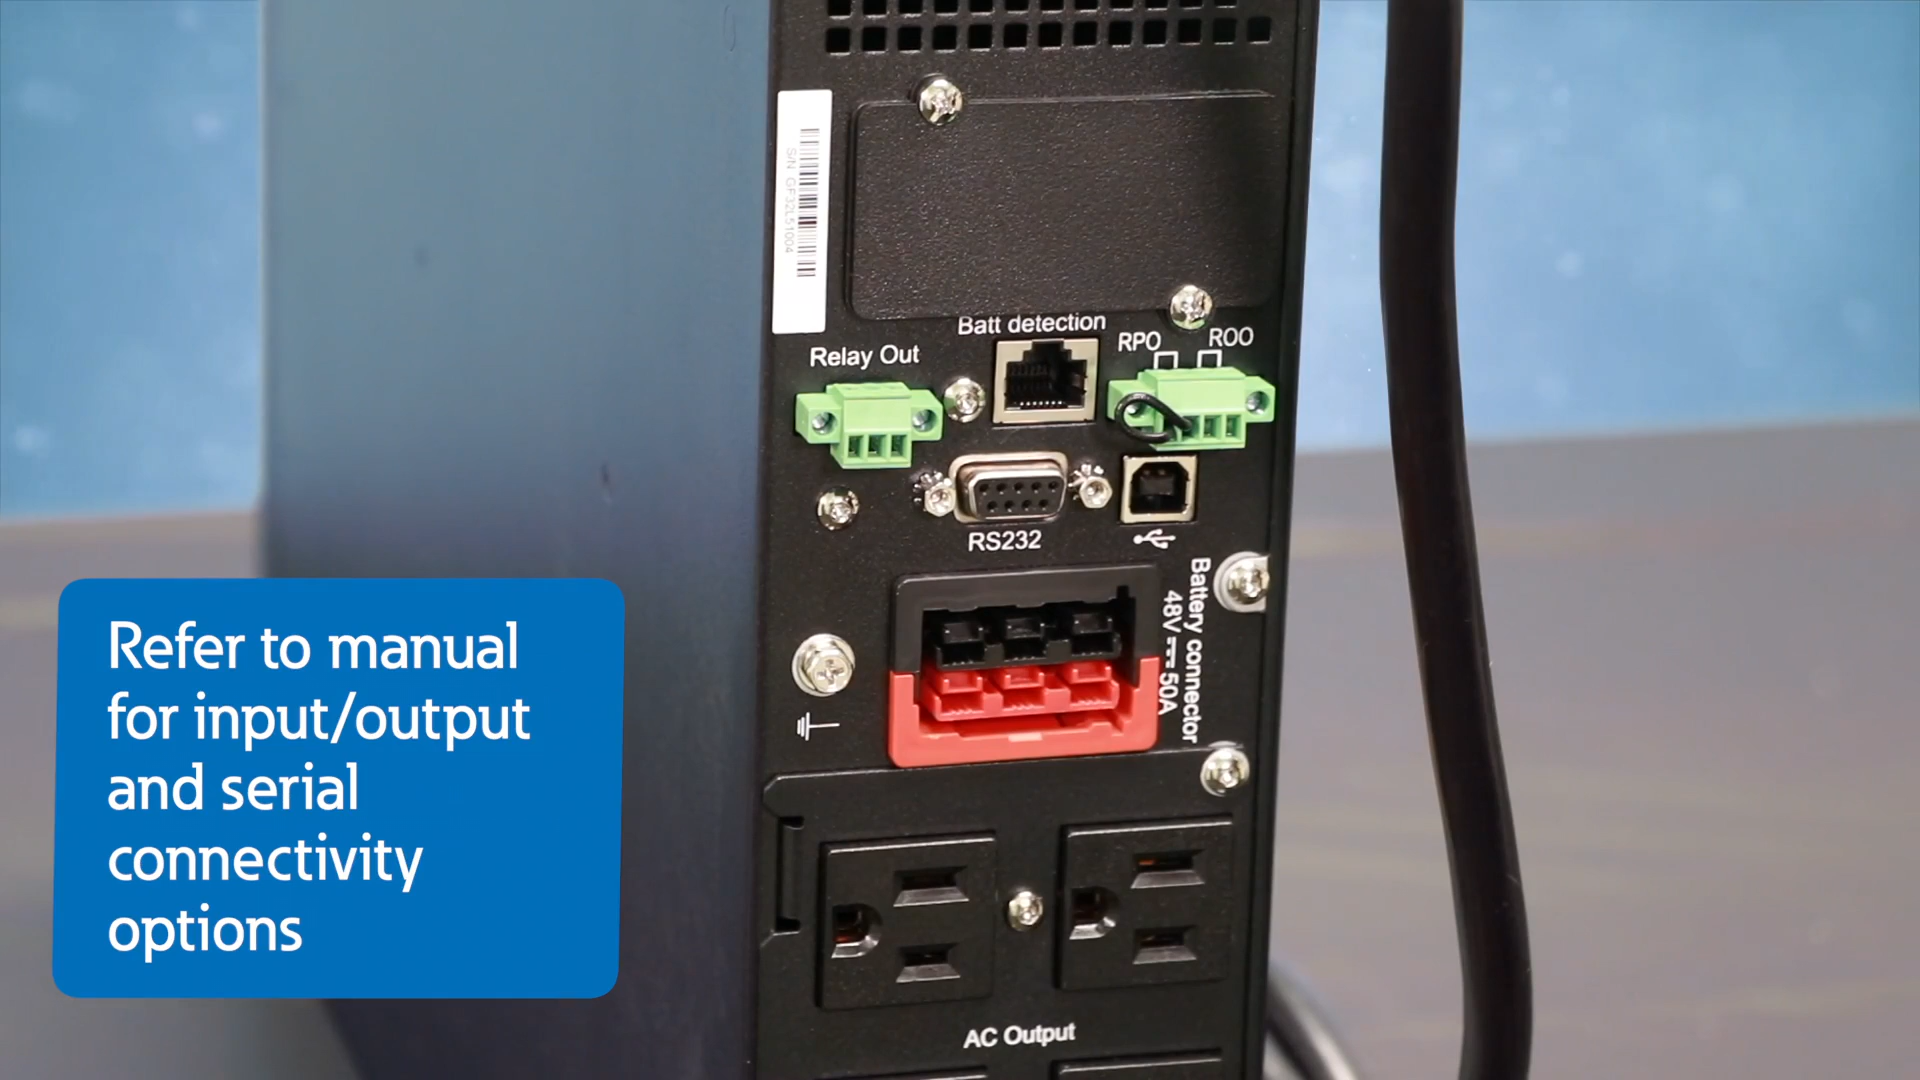 S/N GF32L51004
Batt detection
RPO
ROO
Relay Out
RS232
Battery connector
48V 50A
AC Output
Refer to manual
for input/output
and serial
connectivity
options